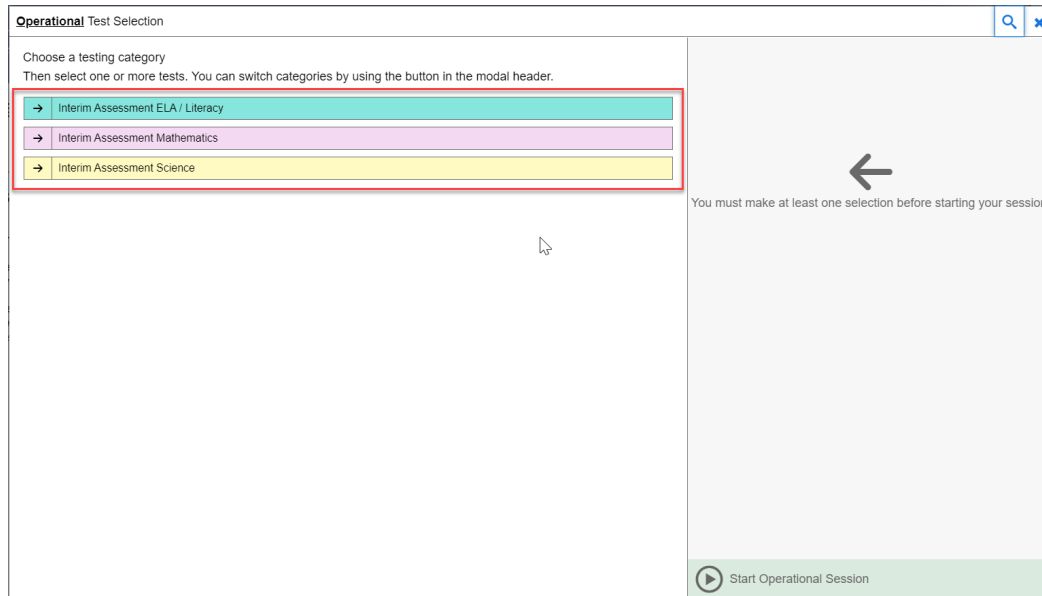 Operational Test Selection
Choose a testing category
Then select one or more tests. You can switch categories by using the button in the modal header.
Interim Assessment ELA / Literacy
Interim Assessment Mathematics
Interim Assessment Science
You must make at least one selection before starting your session
Start Operational Session